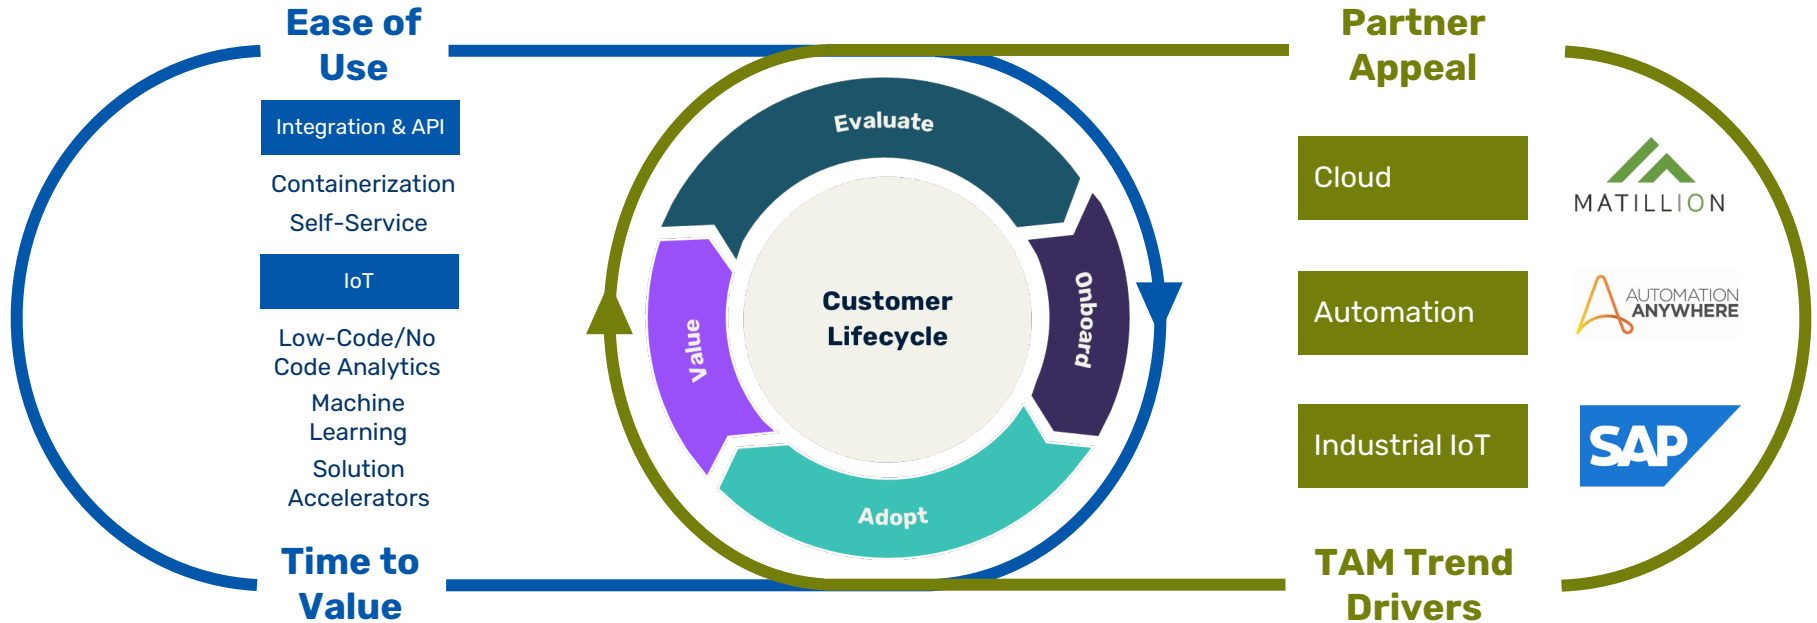 Ease of
Use
Integration & API
Containerization
Self-Service
IoT
Low-Code/No
Code Analytics
Machine
Learning
Solution
Accelerators
Time to
Value
Evaluate
Onboard
Adopt
Value
Customer
Lifecycle
Partner
Appeal
Cloud
MATILLION
Automation
AUTOMATION
ANYWHERE
Industrial IoT
SAP
TAM Trend
Drivers